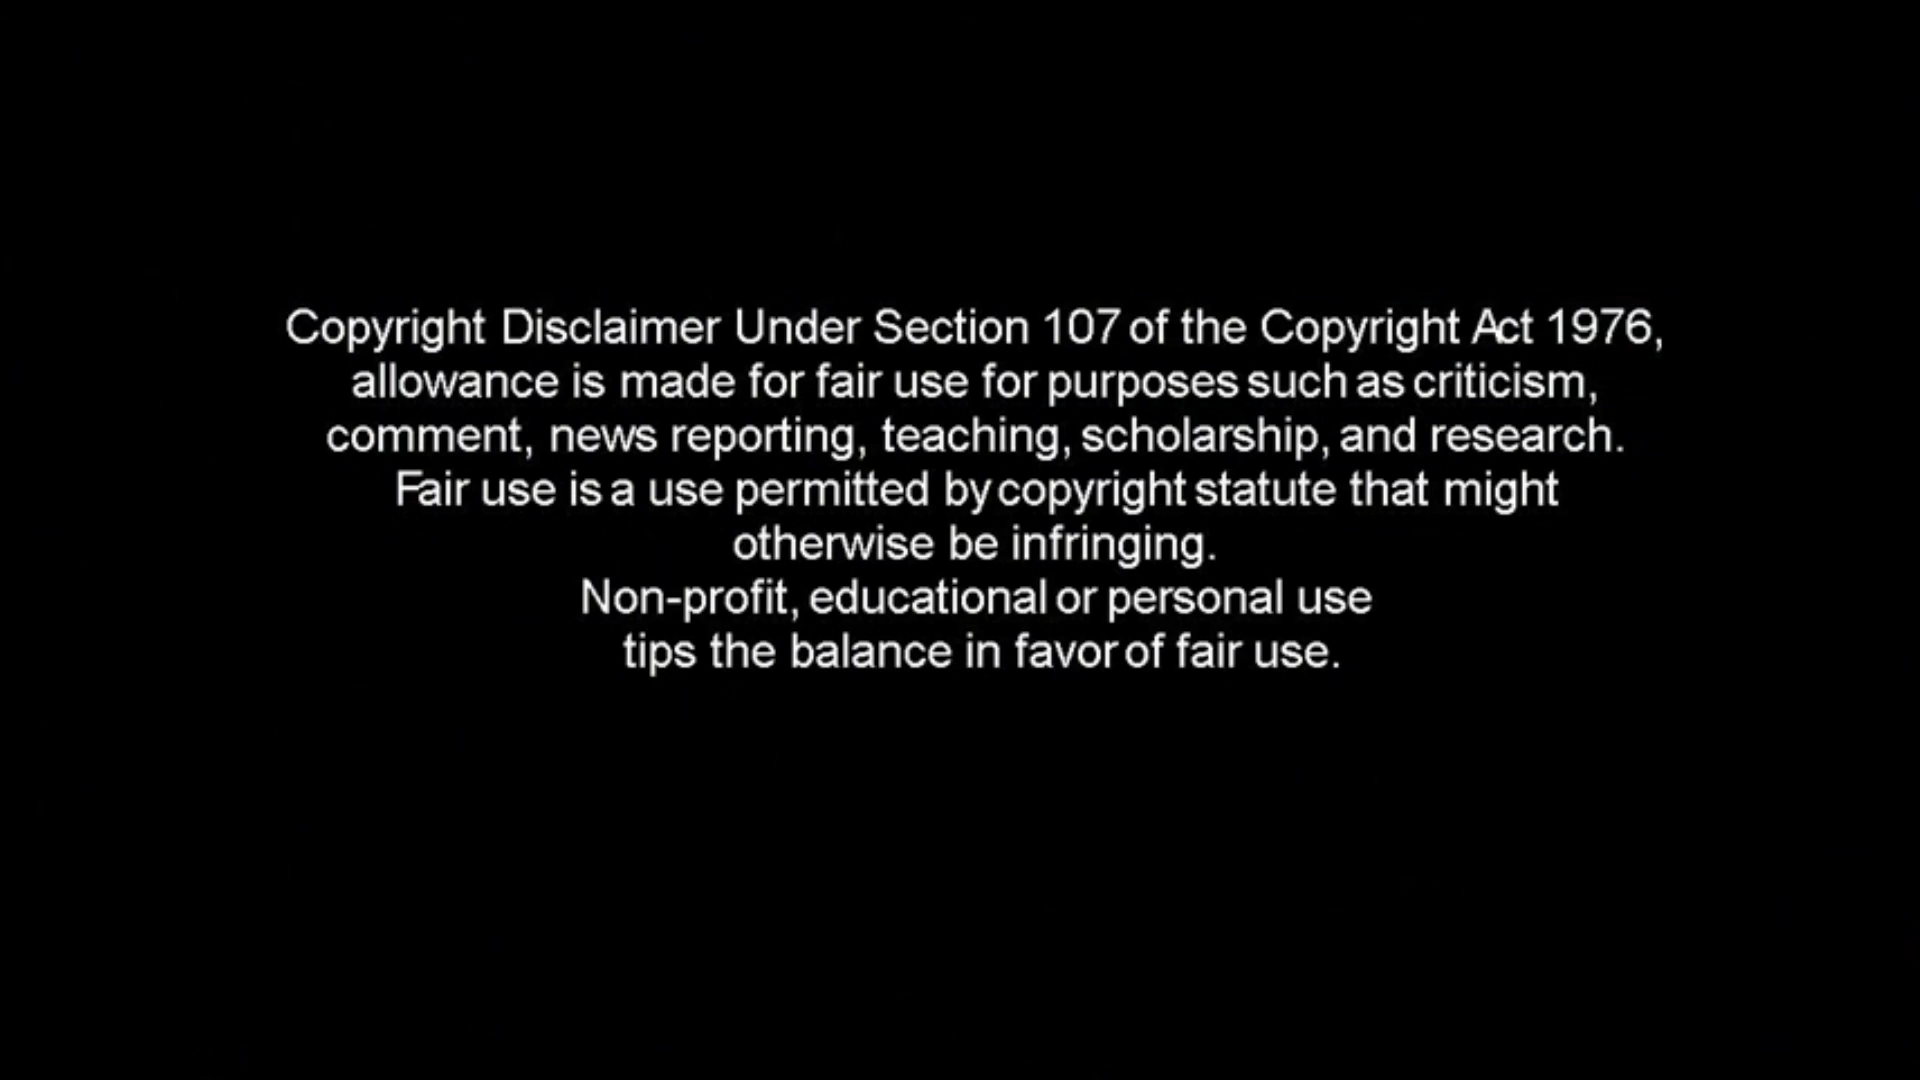 Copyright Disclaimer Under Section 107 of the Copyright Act 1976,
allowance is made for fair use for purposes such as criticism,
comment, news reporting, teaching, scholarship, and research.
Fair use is a use permitted by copyright statute that might
otherwise be infringing.
Non-profit, educational or personal use
tips the balance in favor of fair use.